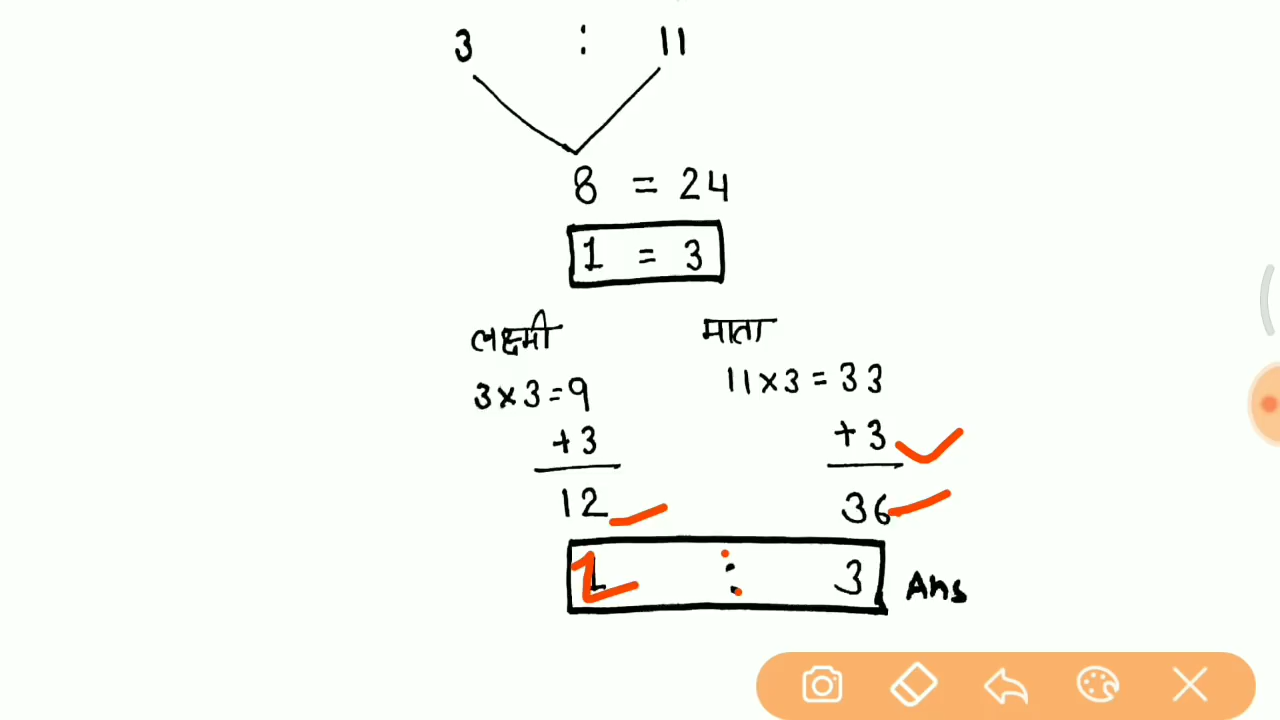 3 : 11
8 = 24
1 = 3
लक्ष्मी माता
3×3=9 11×3=33
+3 +3
12 36
1 : 3 Ans